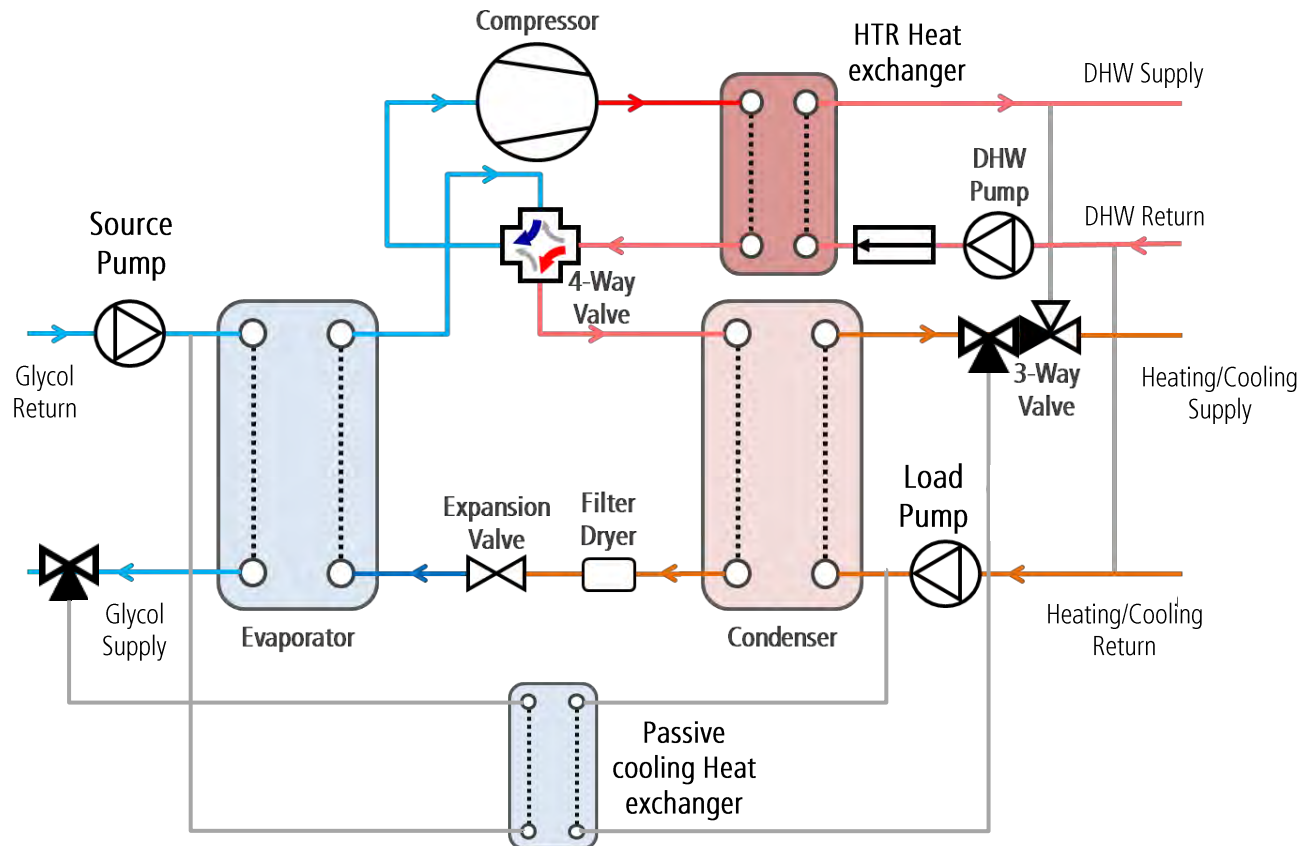 Compressor
HTR Heat
exchanger
DHW Supply
DHW
Pump
DHW Return
Source
Pump
4-Way
Valve
Glycol
Return
3-Way
Valve
Heating/Cooling
Supply
Load
Pump
Expansion
Valve
Filter
Dryer
Glycol
Supply
Evaporator
Condenser
Heating/Cooling
Return
Passive
cooling Heat
exchanger